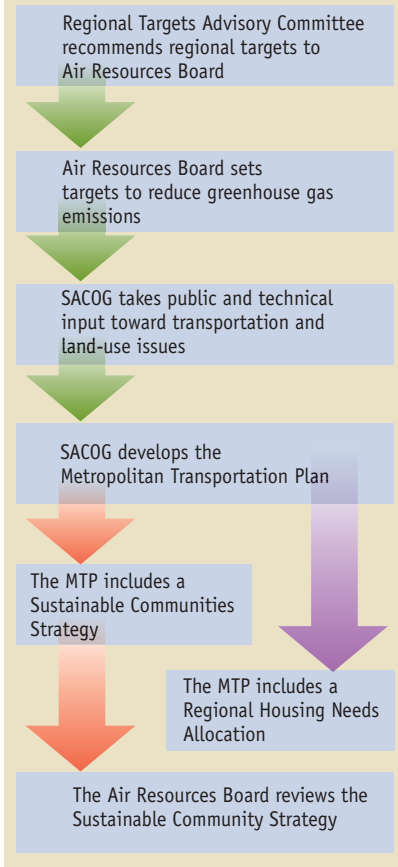 Regional Targets Advisory Committee
recommends regional targets to
Air Resources Board
Air Resources Board sets
targets to reduce greenhouse gas
emissions
SACOG takes public and technical
input toward transportation and
land-use issues
SACOG develops the
Metropolitan Transportation Plan
The MTP includes a
Sustainable Communities
Strategy
The MTP includes a
Regional Housing Needs
Allocation
The Air Resources Board reviews the
Sustainable Community Strategy